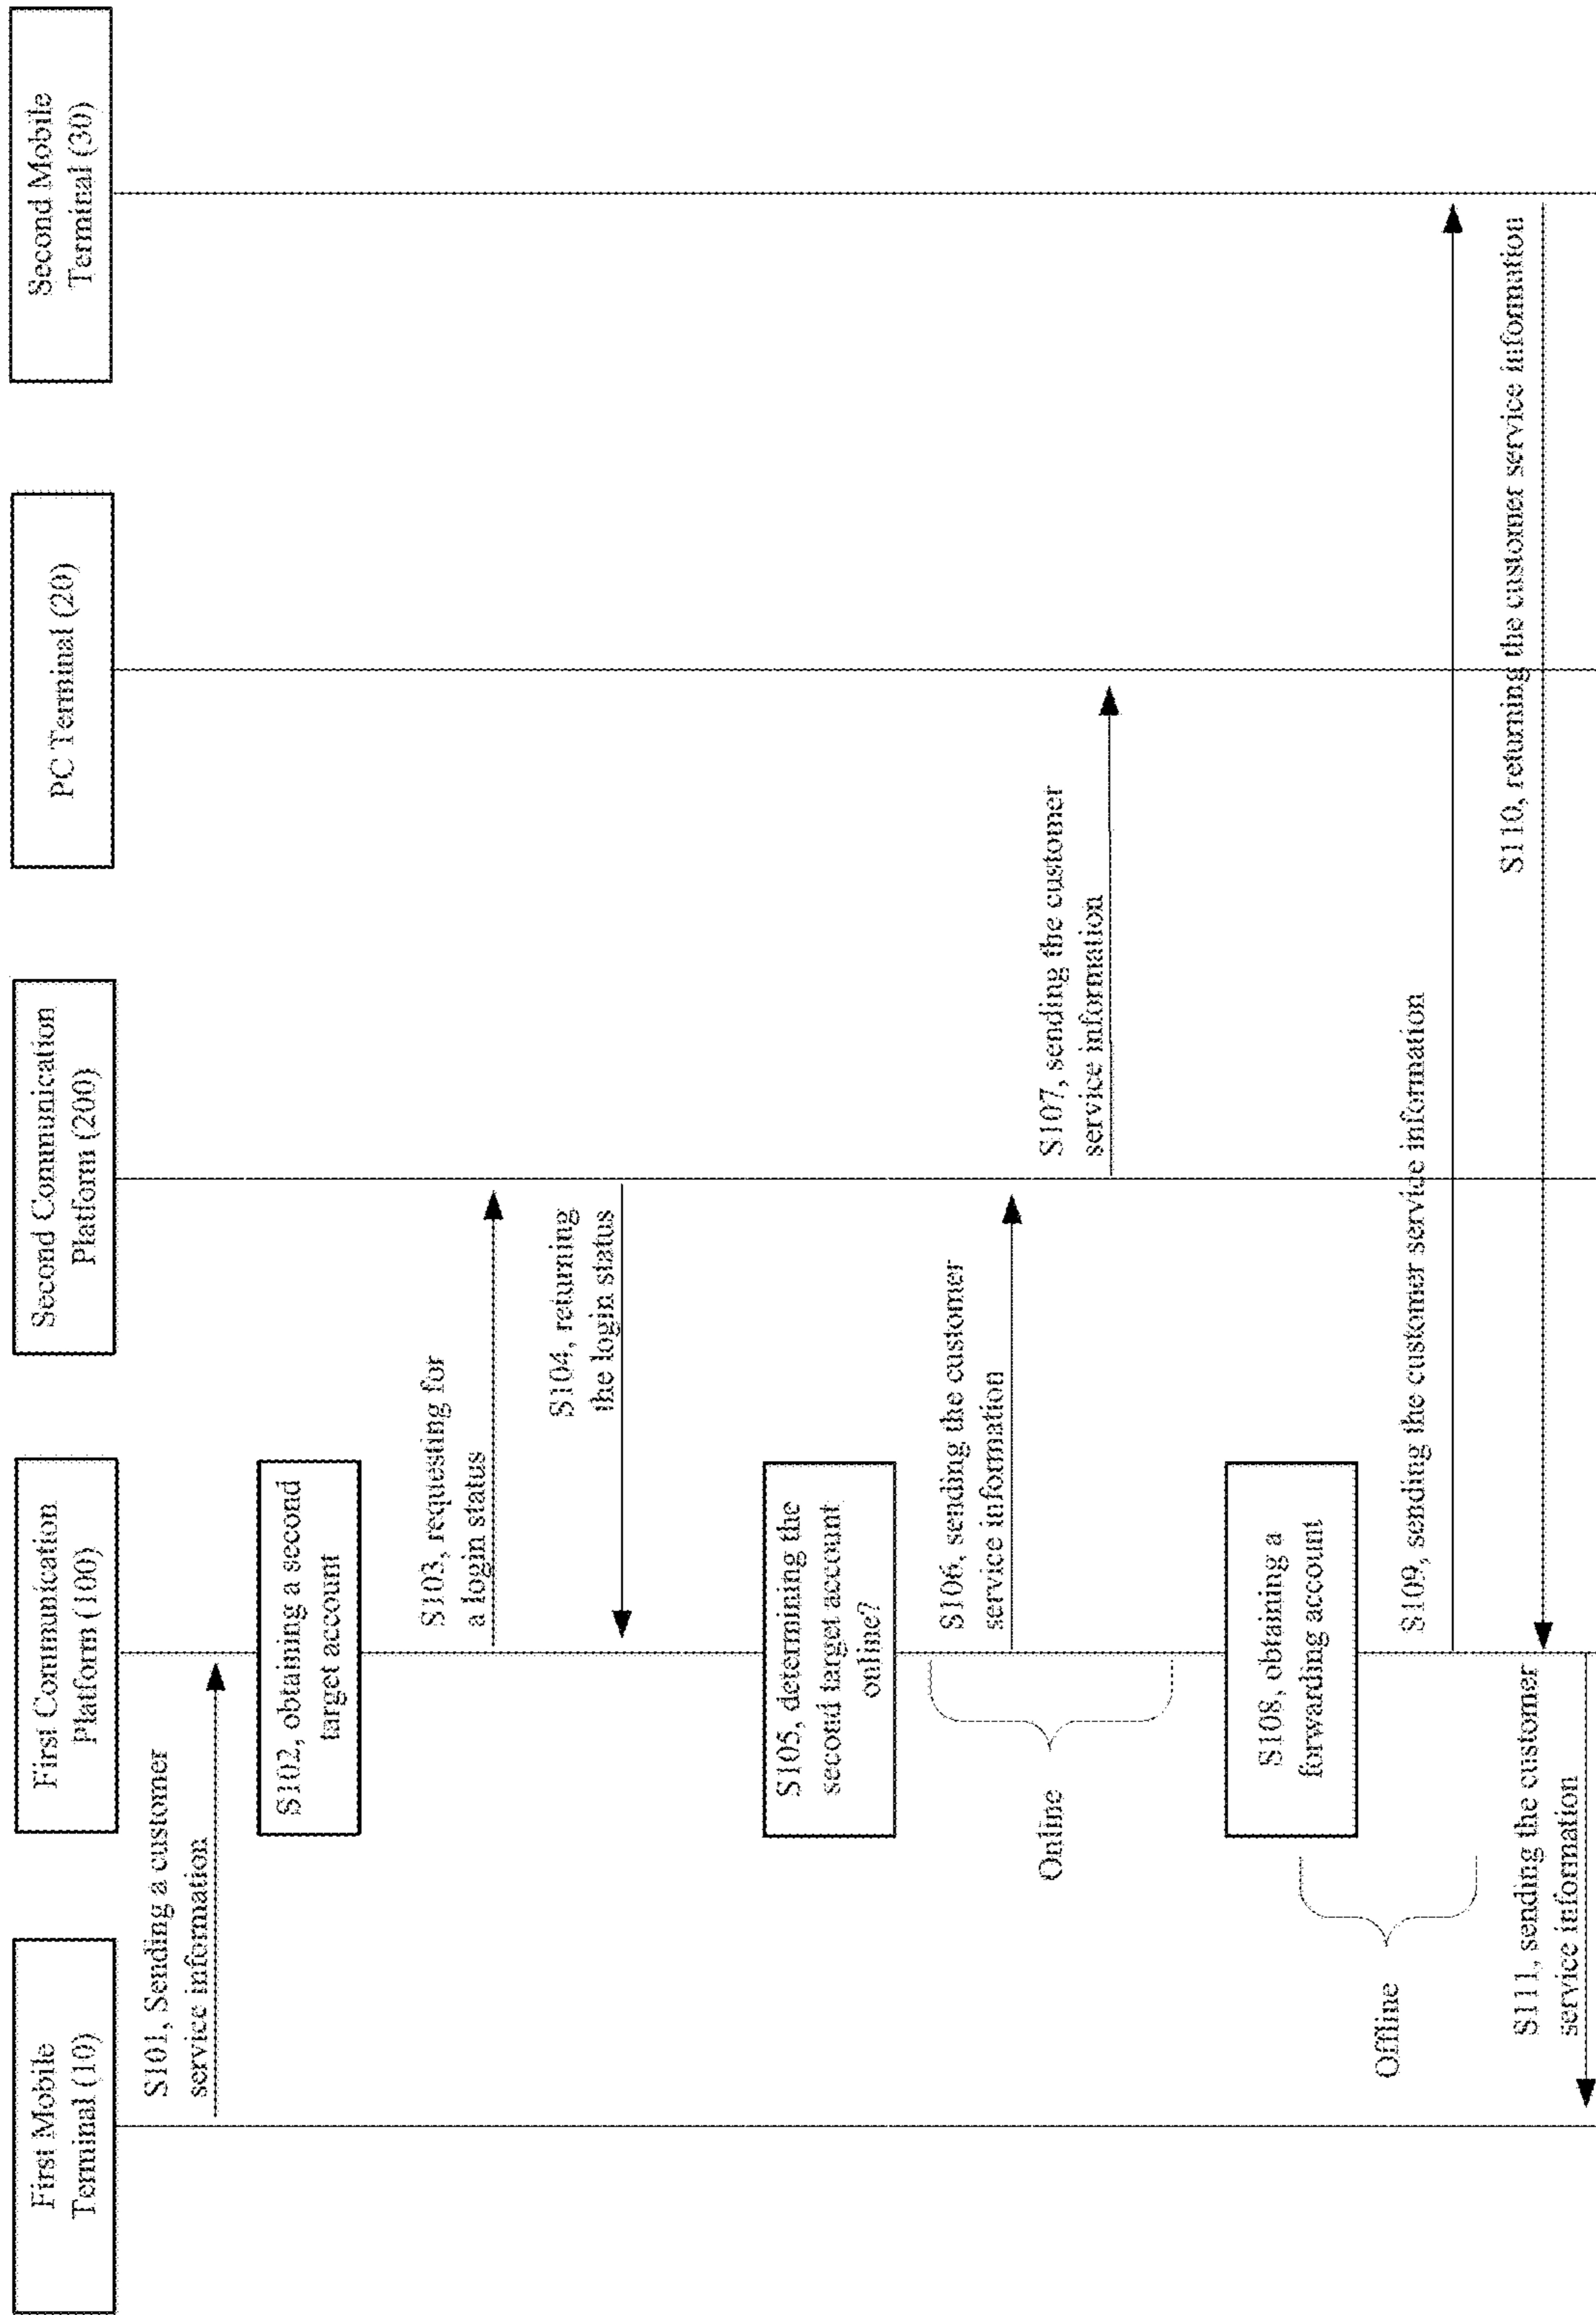 First Mobile
Terminal (10)
First Communication
Platform (100)
Second Communication
Platform (200)
PC Terminal (20)
Second Mobile
Terminal (30)
S101, Sending a customer
service information
S102, obtaining a second
target account
S103, requesting for
a login status
S104, returning
the login status
S105, determining the
second target account
online?
S106, sending the customer
service information
Online
S107, sending the customer
service information
S108, obtaining a
forwarding account
Offline
S109, sending the customer service information
S110, returning the customer service information
S111, sending the customer
service information